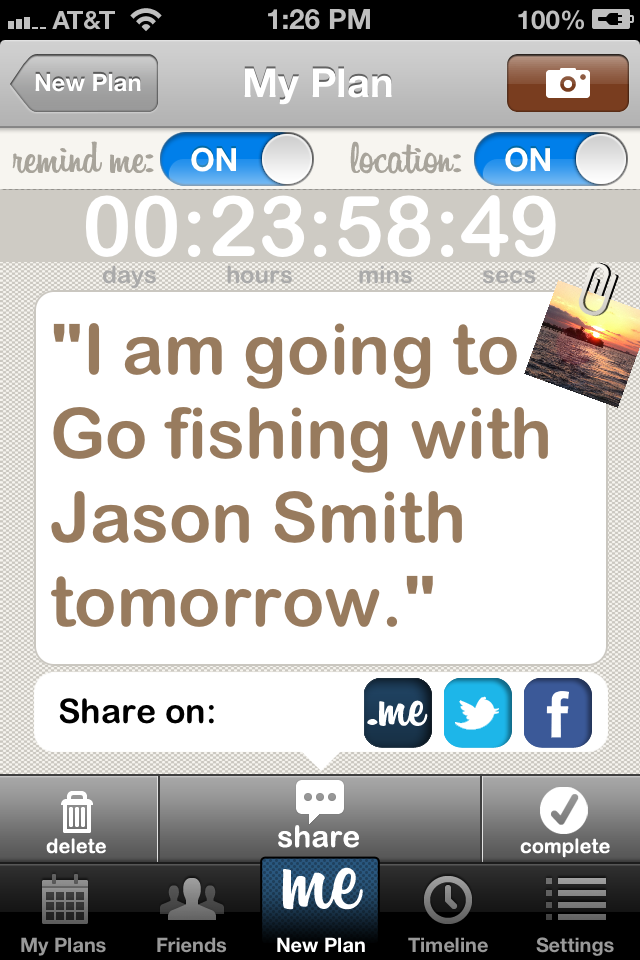 AT&T 1:26 PM 100%
New Plan My Plan
remind me: ON location: ON
00:23:58:49
days hours mins secs
"I am going to
Go fishing with
Jason Smith
tomorrow."
Share on: .me f
delete share complete
me
My Plans Friends New Plan Timeline Settings